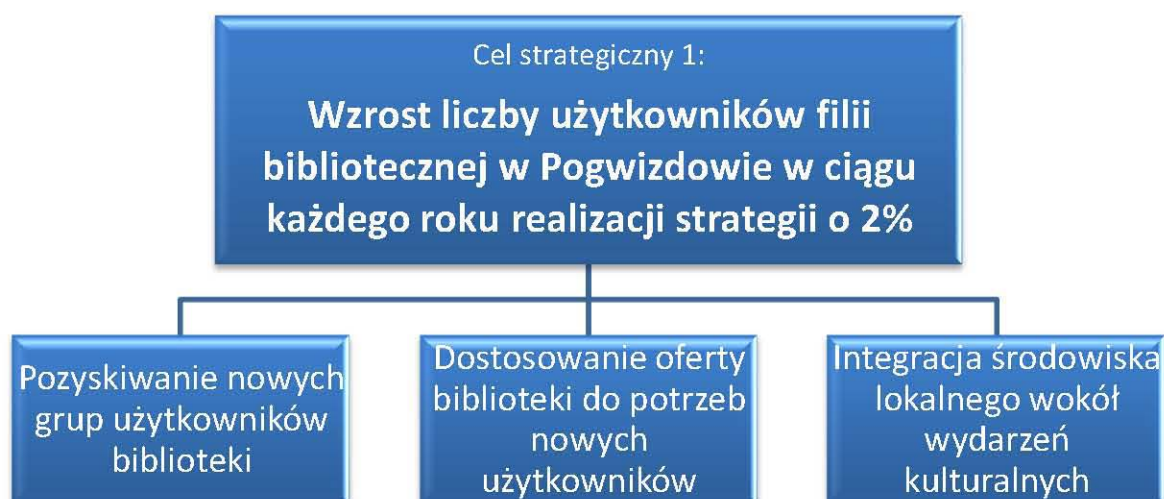 Cel strategiczny 1:
Wzrost liczby użytkowników filii
bibliotecznej w Pogwizdowie w ciągu
każdego roku realizacji strategii o 2%
Pozyskiwanie nowych
grup użytkowników
biblioteki
Dostosowanie oferty
biblioteki do potrzeb
nowych
użytkowników
Integracja środowiska
lokalnego wokół
wydarzeń
kulturalnych